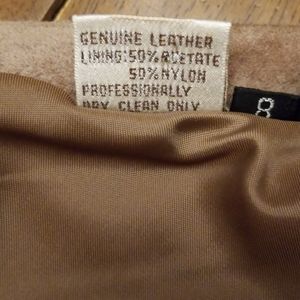 GENUINE LEATHER
LINING:50% ACETATE
50% NYLON
PROFESSIONALLY
DRY CLEAN ONLY
8